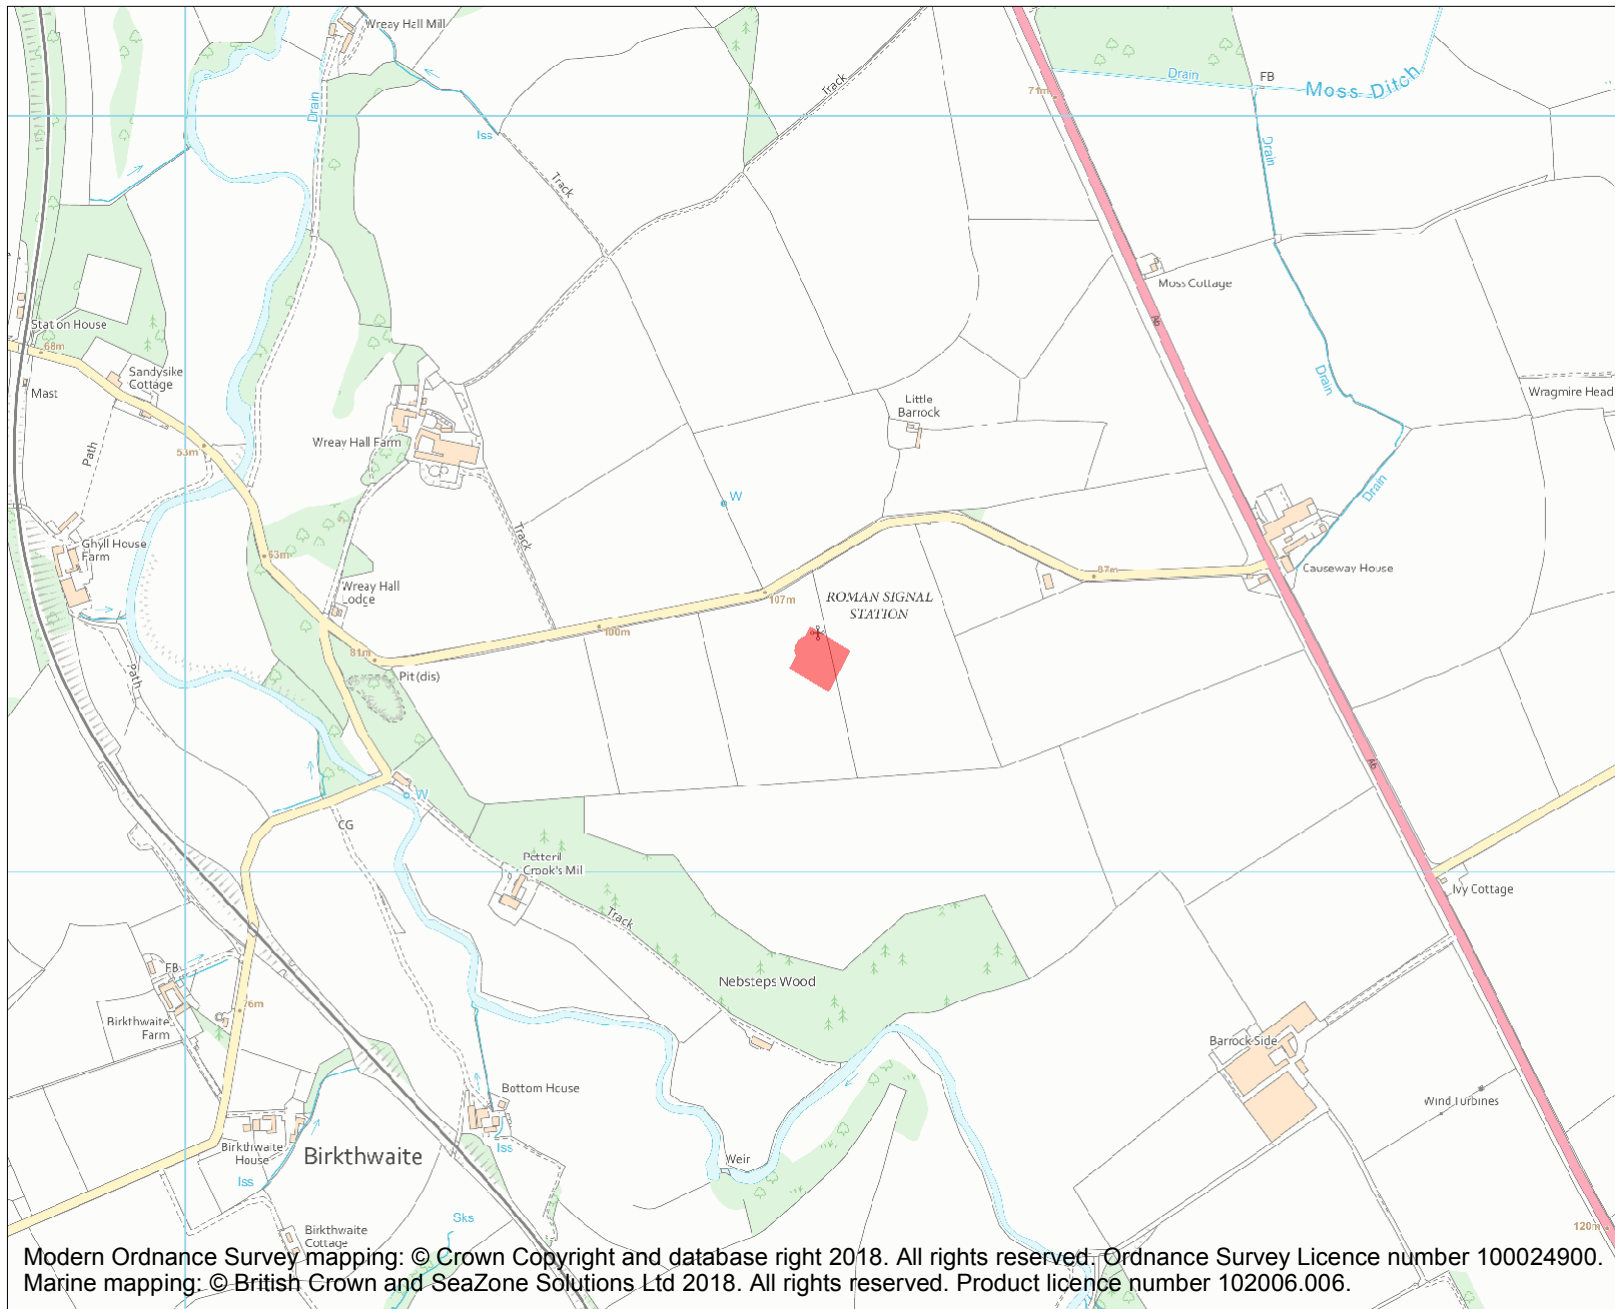 Wreay Hall Mill
Drain
Iss
Track
Track
71m
Drain
FB
Moss Ditch
Drain
Moss Cottage
A6
Station House
68m
Sandysike
Cottage
Mast
Path
53m
Wreay Hall Farm
Track
Little
Barrock
W
Drain
Wragmire Head
Drain
Ghyll House
Farm
63m
Wreay Hall
Lodge
81m
Pit (dis)
100m
107m
ROMAN SIGNAL
STATION
87m
Causeway House
Path
W
CG
Petteril
Crook's Mill
Track
A6
Ivy Cottage
Nebsteps Wood
FB
76m
Birkthwaite
Farm
Barrock Side
Wind Turbines
Bottom House
Birkthwaite
House
Birkthwaite
Iss
Iss
Weir
Sks
Birkthwaite
Cottage
120m
Modern Ordnance Survey mapping: © Crown Copyright and database right 2018. All rights reserved. Ordnance Survey Licence number 100024900.
Marine mapping: © British Crown and SeaZone Solutions Ltd 2018. All rights reserved. Product licence number 102006.006.